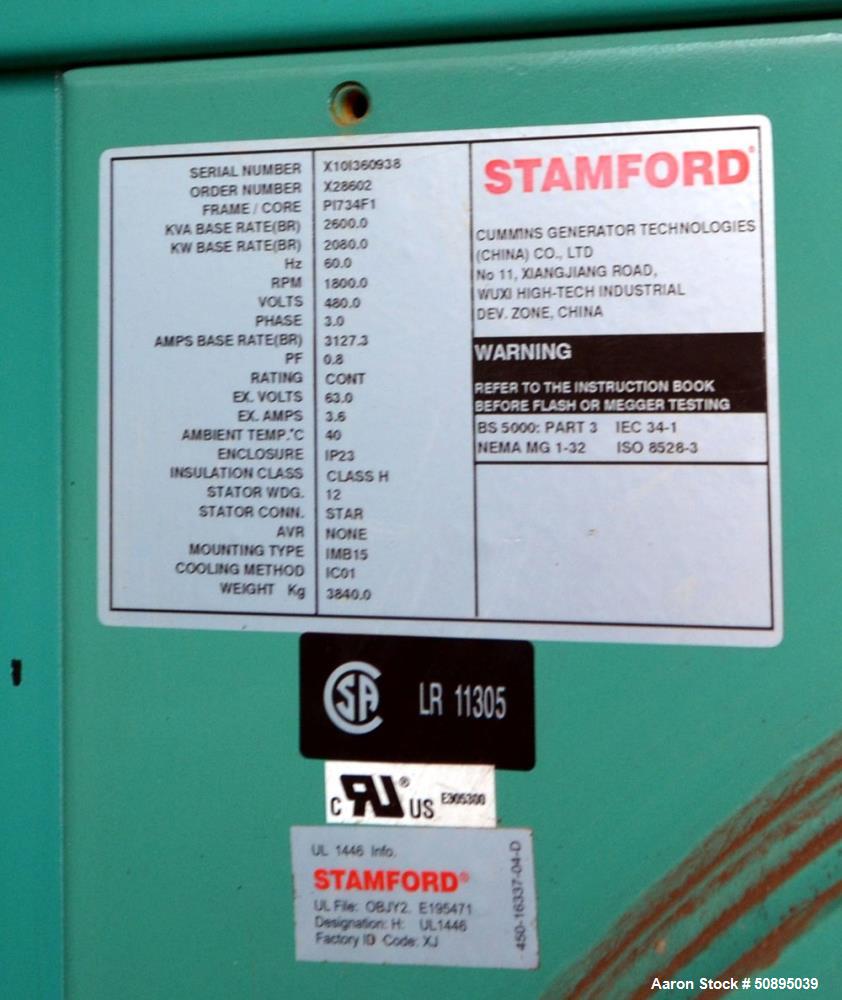 SERIAL NUMBER X10I360938
ORDER NUMBER X28602
FRAME / CORE PI734F1
KVA BASE RATE(BR) 2600.0
KW BASE RATE(BR) 2080.0
Hz 60.0
RPM 1800.0
VOLTS 480.0
PHASE 3.0
AMPS BASE RATE(BR) 3127.3
PF 0.8
RATING CONT
EX. VOLTS 63.0
EX. AMPS 3.6
AMBIENT TEMP.°C 40
ENCLOSURE IP23
INSULATION CLASS CLASS H
STATOR WDG. 12
STATOR CONN. STAR
AVR NONE
MOUNTING TYPE IMB15
COOLING METHOD IC01
WEIGHT Kg 3840.0
STAMFORD®
CUMMINS GENERATOR TECHNOLOGIES
(CHINA) CO., LTD
No 11, XIANGJIANG ROAD,
WUXI HIGH-TECH INDUSTRIAL
DEV. ZONE, CHINA
WARNING
REFER TO THE INSTRUCTION BOOK
BEFORE FLASH OR MEGGER TESTING
BS 5000: PART 3 IEC 34-1
NEMA MG 1-32 ISO 8528-3
CSA LR 11305
C RU® US E305300
UL 1446 Info.
STAMFORD®
UL File: OBJY2. E195471
Designation: H: UL1446
Factory ID Code: XJ
450-16337-04-D
Aaron Stock # 50895039